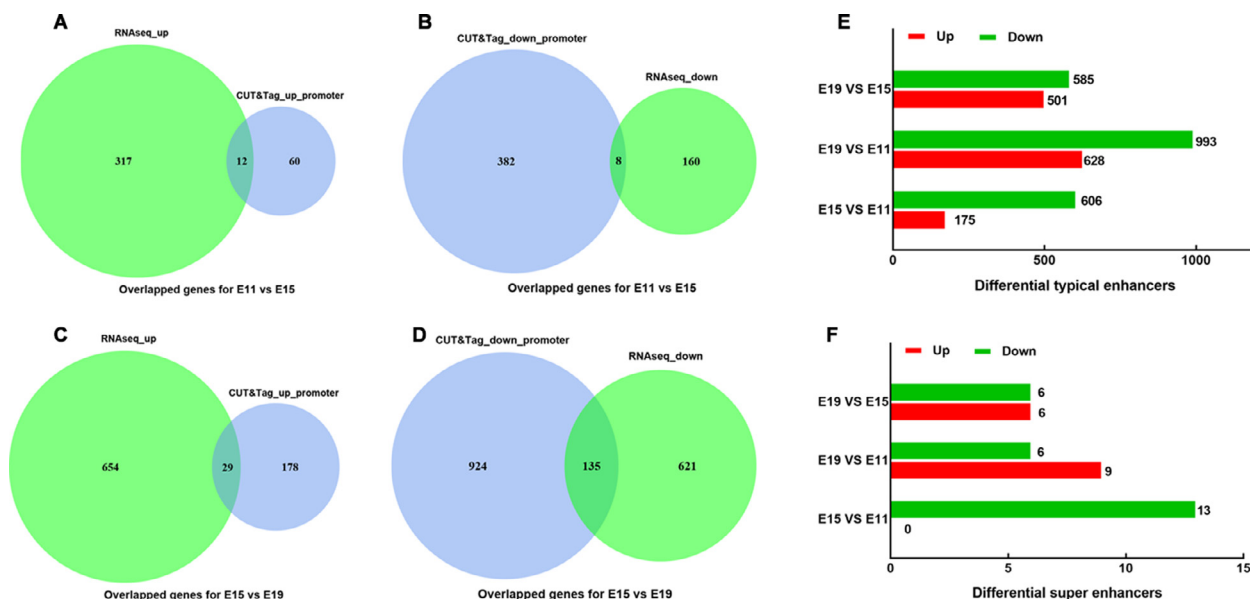 A
RNAseq_up
CUT&Tag_up_promoter
317
12
60
Overlapped genes for E11 vs E15
B
CUT&Tag_down_promoter
RNAseq_down
382
8
160
Overlapped genes for E11 vs E15
E
Up
Down
E19 VS E15
585
501
E19 VS E11
993
628
E15 VS E11
606
175
0
500
1000
Differential typical enhancers
C
RNAseq_up
CUT&Tag_up_promoter
654
29
178
Overlapped genes for E15 vs E19
D
CUT&Tag_down_promoter
RNAseq_down
924
135
621
Overlapped genes for E15 vs E19
F
Up
Down
E19 VS E15
6
6
E19 VS E11
6
9
E15 VS E11
13
0
0
5
10
15
Differential super enhancers